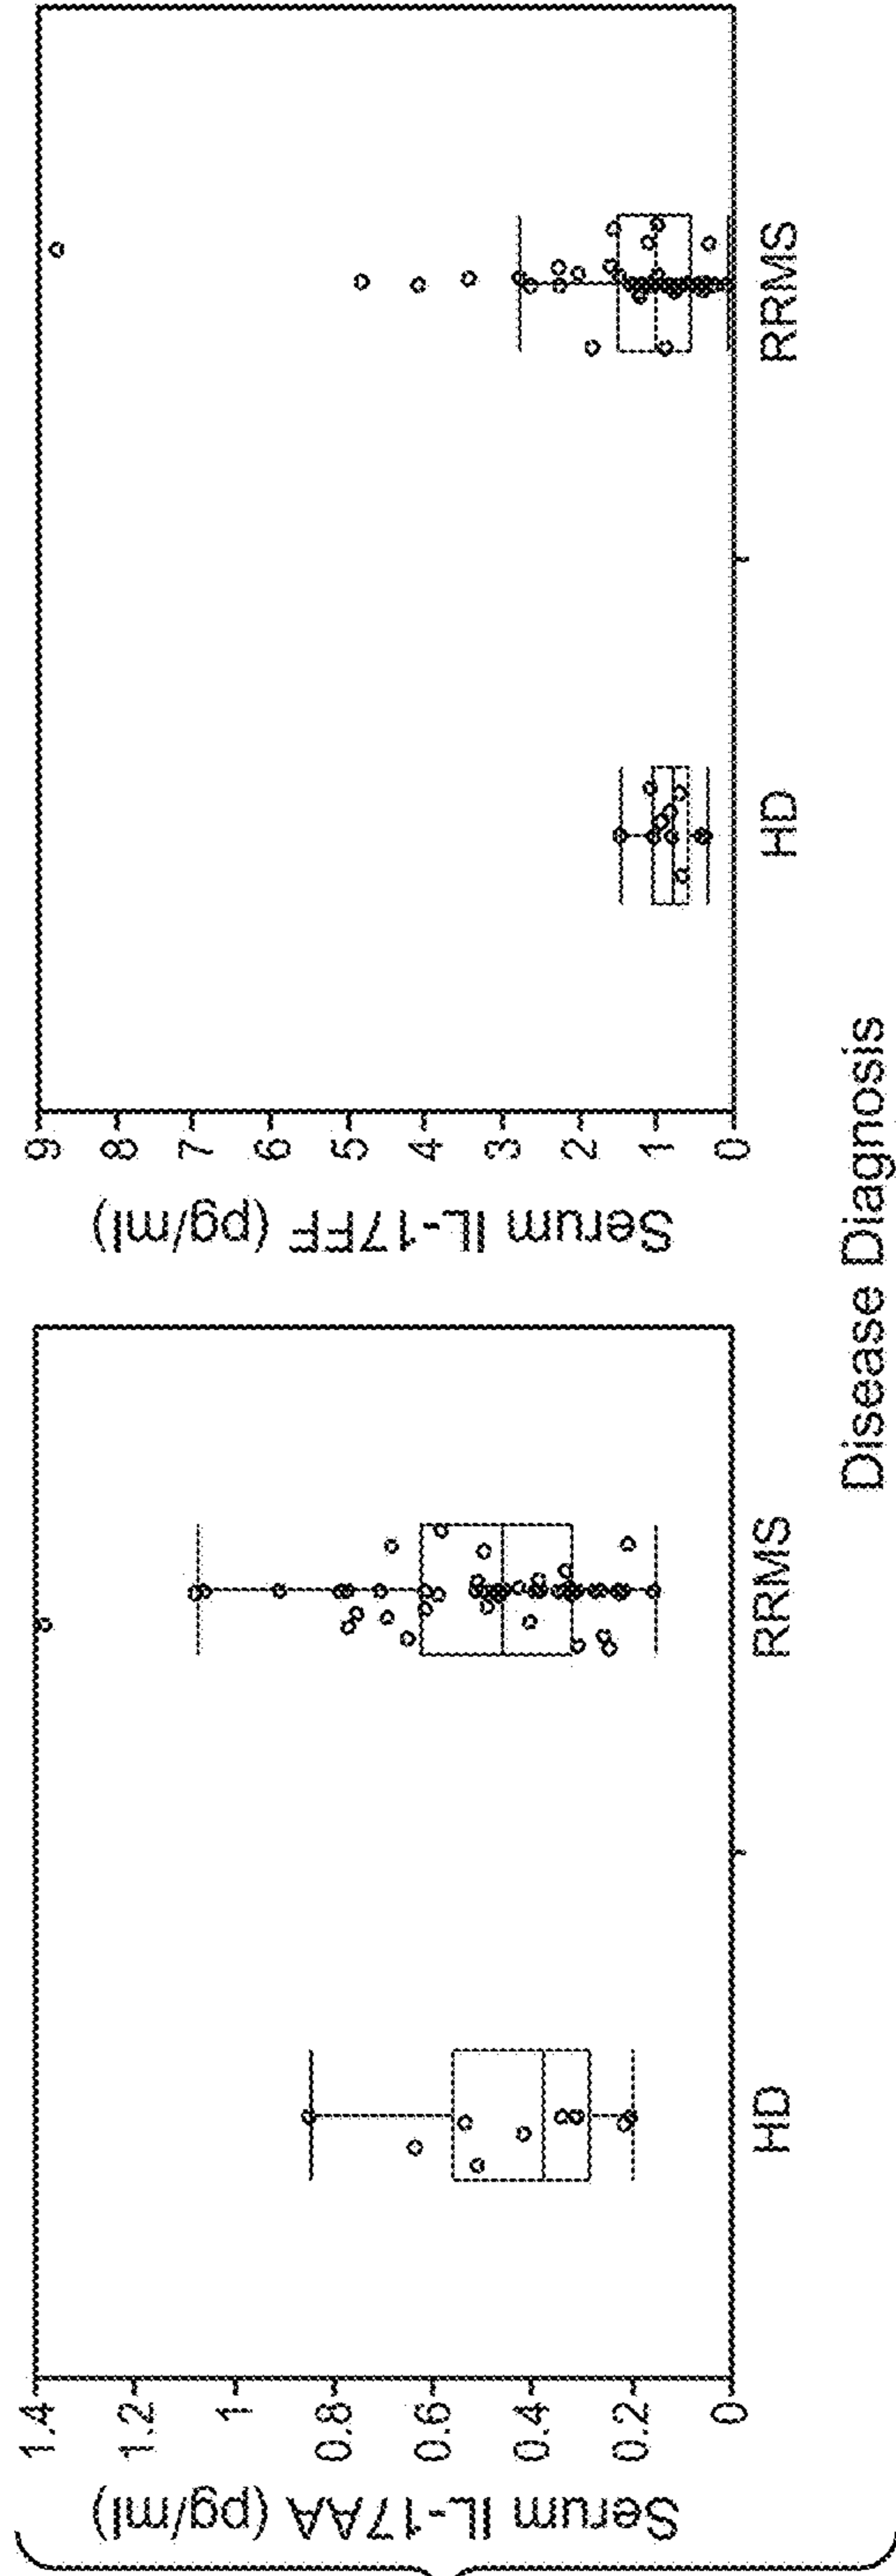 Serum IL-17AA (pg/ml)
1.4
1.2
1
0.8
0.6
0.4
0.2
0
HD
RRMS
Serum IL-17FF (pg/ml)
9
8
7
6
5
4
3
2
1
0
HD
RRMS
Disease Diagnosis